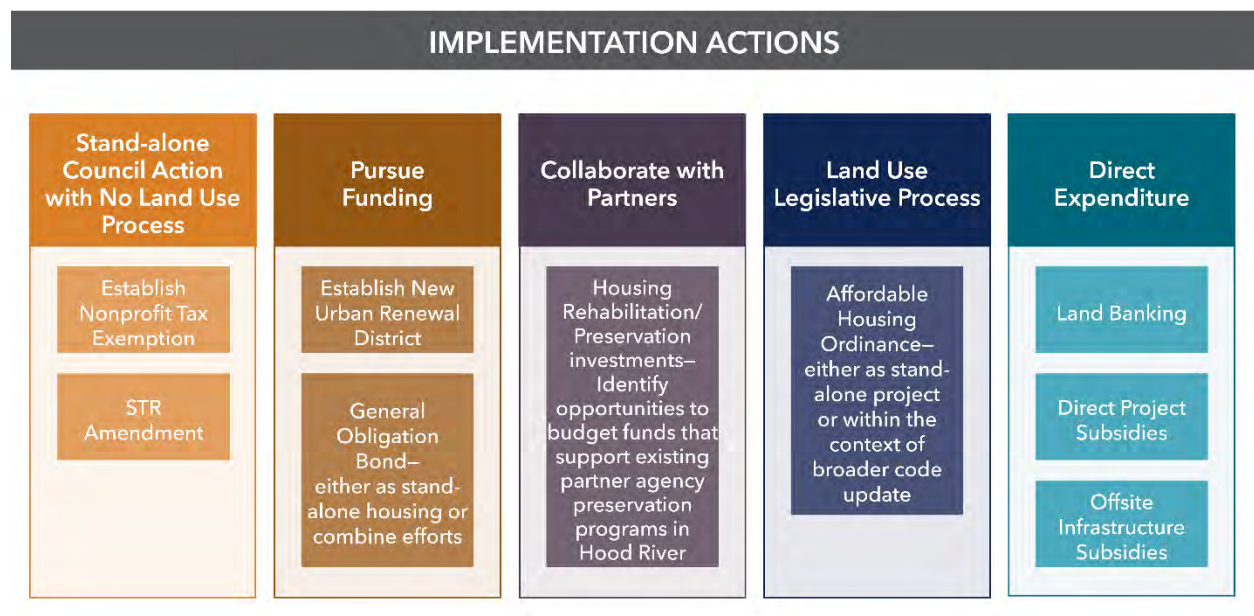 IMPLEMENTATION ACTIONS
Stand-alone
Council Action
with No Land Use
Process
Establish
Nonprofit Tax
Exemption
STR
Amendment
Pursue
Funding
Establish New
Urban Renewal
District
General
Obligation
Bond—
either as stand-
alone housing or
combine efforts
Collaborate with
Partners
Housing
Rehabilitation/
Preservation
investments—
Identify
opportunities to
budget funds that
support existing
partner agency
preservation
programs in
Hood River
Land Use
Legislative Process
Affordable
Housing
Ordinance—
either as stand-
alone project
or within the
context of
broader code
update
Direct
Expenditure
Land Banking
Direct Project
Subsidies
Offsite
Infrastructure
Subsidies